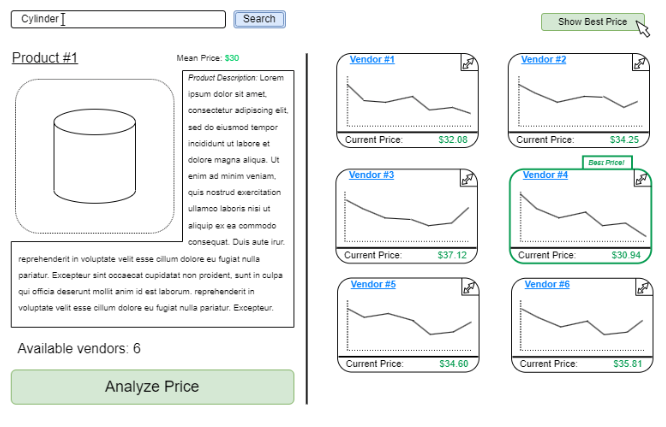 Cylinder
Search
Show Best Price
Product #1
Mean Price: $30
Product Description: Lorem
ipsum dolor sit amet,
consectetur adipiscing elit,
sed do eiusmod tempor
incididunt ut labore et
dolore magna aliqua. Ut
enim ad minim veniam,
quis nostrud exercitation
ullamco laboris nisi ut
aliquip ex ea commodo
consequat. Duis aute irur.
reprehenderit in voluptate velit esse cillum dolore eu fugiat nulla
pariatur. Excepteur sint occaecat cupidatat non proident, sunt in culpa
qui officia deserunt mollit anim id est laborum. reprehenderit in
voluptate velit esse cillum dolore eu fugiat nulla pariatur. Excepteur.
Available vendors: 6
Analyze Price
Vendor #1
Current Price: $32.08
Vendor #2
Current Price: $34.25
Vendor #3
Current Price: $37.12
Best Price!
Vendor #4
Current Price: $30.94
Vendor #5
Current Price: $34.60
Vendor #6
Current Price: $35.81